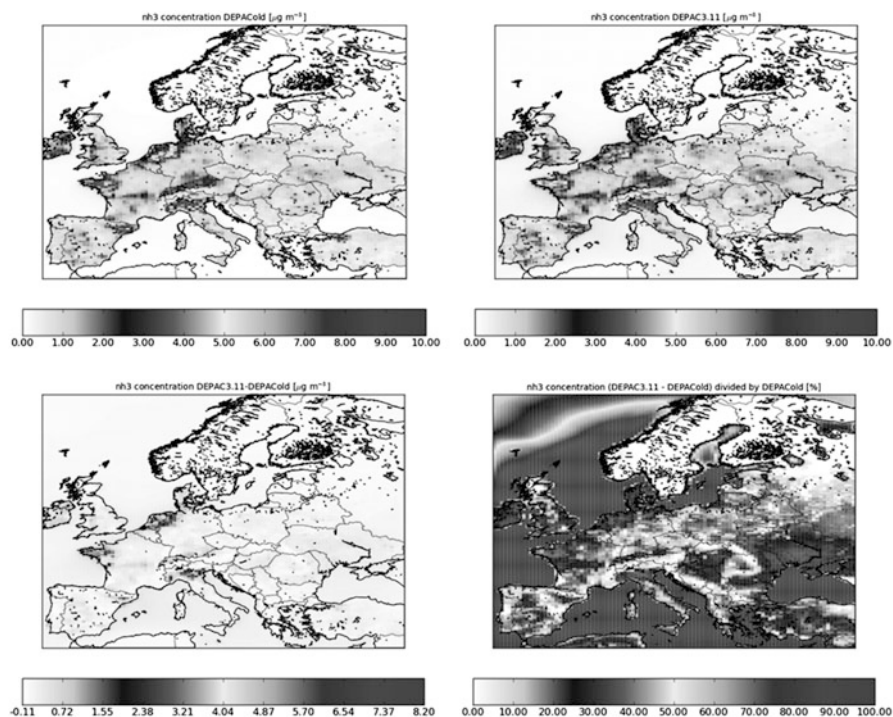 nh3 concentration DEPACold [μg m⁻³]
nh3 concentration DEPAC3.11 [μg m⁻³]
0.00 1.00 2.00 3.00 4.00 5.00 6.00 7.00 8.00 9.00 10.00
0.00 1.00 2.00 3.00 4.00 5.00 6.00 7.00 8.00 9.00 10.00
nh3 concentration DEPAC3.11-DEPACold [μg m⁻³]
nh3 concentration (DEPAC3.11 - DEPACold) divided by DEPACold [%]
-0.11 0.72 1.55 2.38 3.21 4.04 4.87 5.70 6.54 7.37 8.20
0.00 10.00 20.00 30.00 40.00 50.00 60.00 70.00 80.00 90.00 100.00